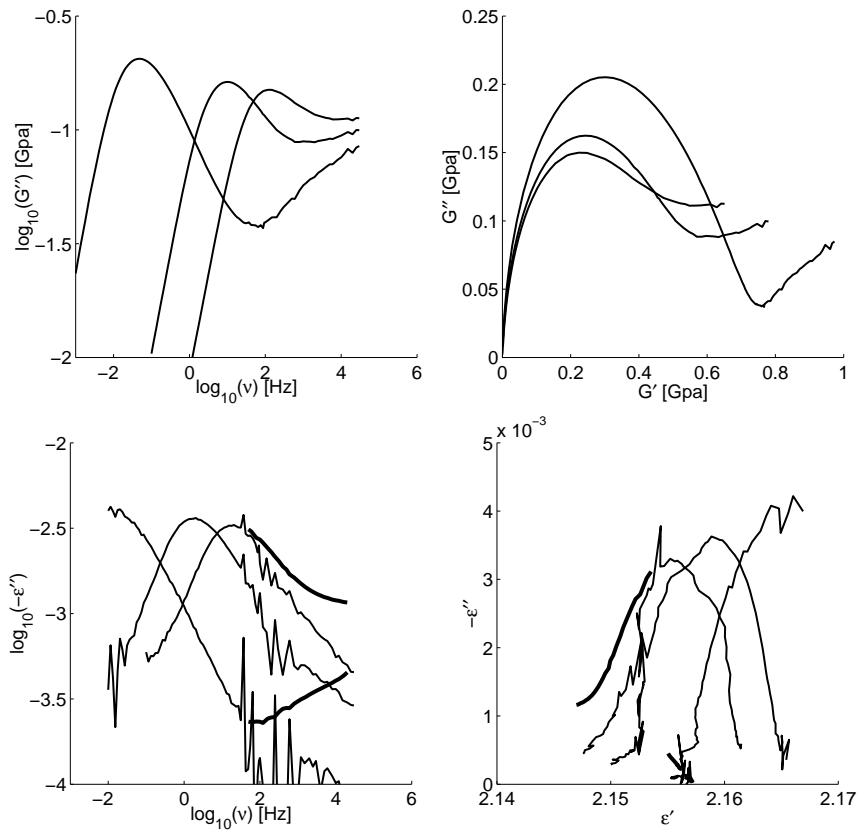 −0.5
−1
−1.5
−2
−2 0 2 4 6
log10(ν) [Hz]
log10(G′′) [Gpa]
0.25
0.2
0.15
0.1
0.05
0
0 0.2 0.4 0.6 0.8 1
G′ [Gpa]
G′′ [Gpa]
−2
−2.5
−3
−3.5
−4
−2 0 2 4 6
log10(ν) [Hz]
log10(−ε′′)
x 10−3
5
4
3
2
1
0
2.14 2.15 2.16 2.17
ε′
−ε′′